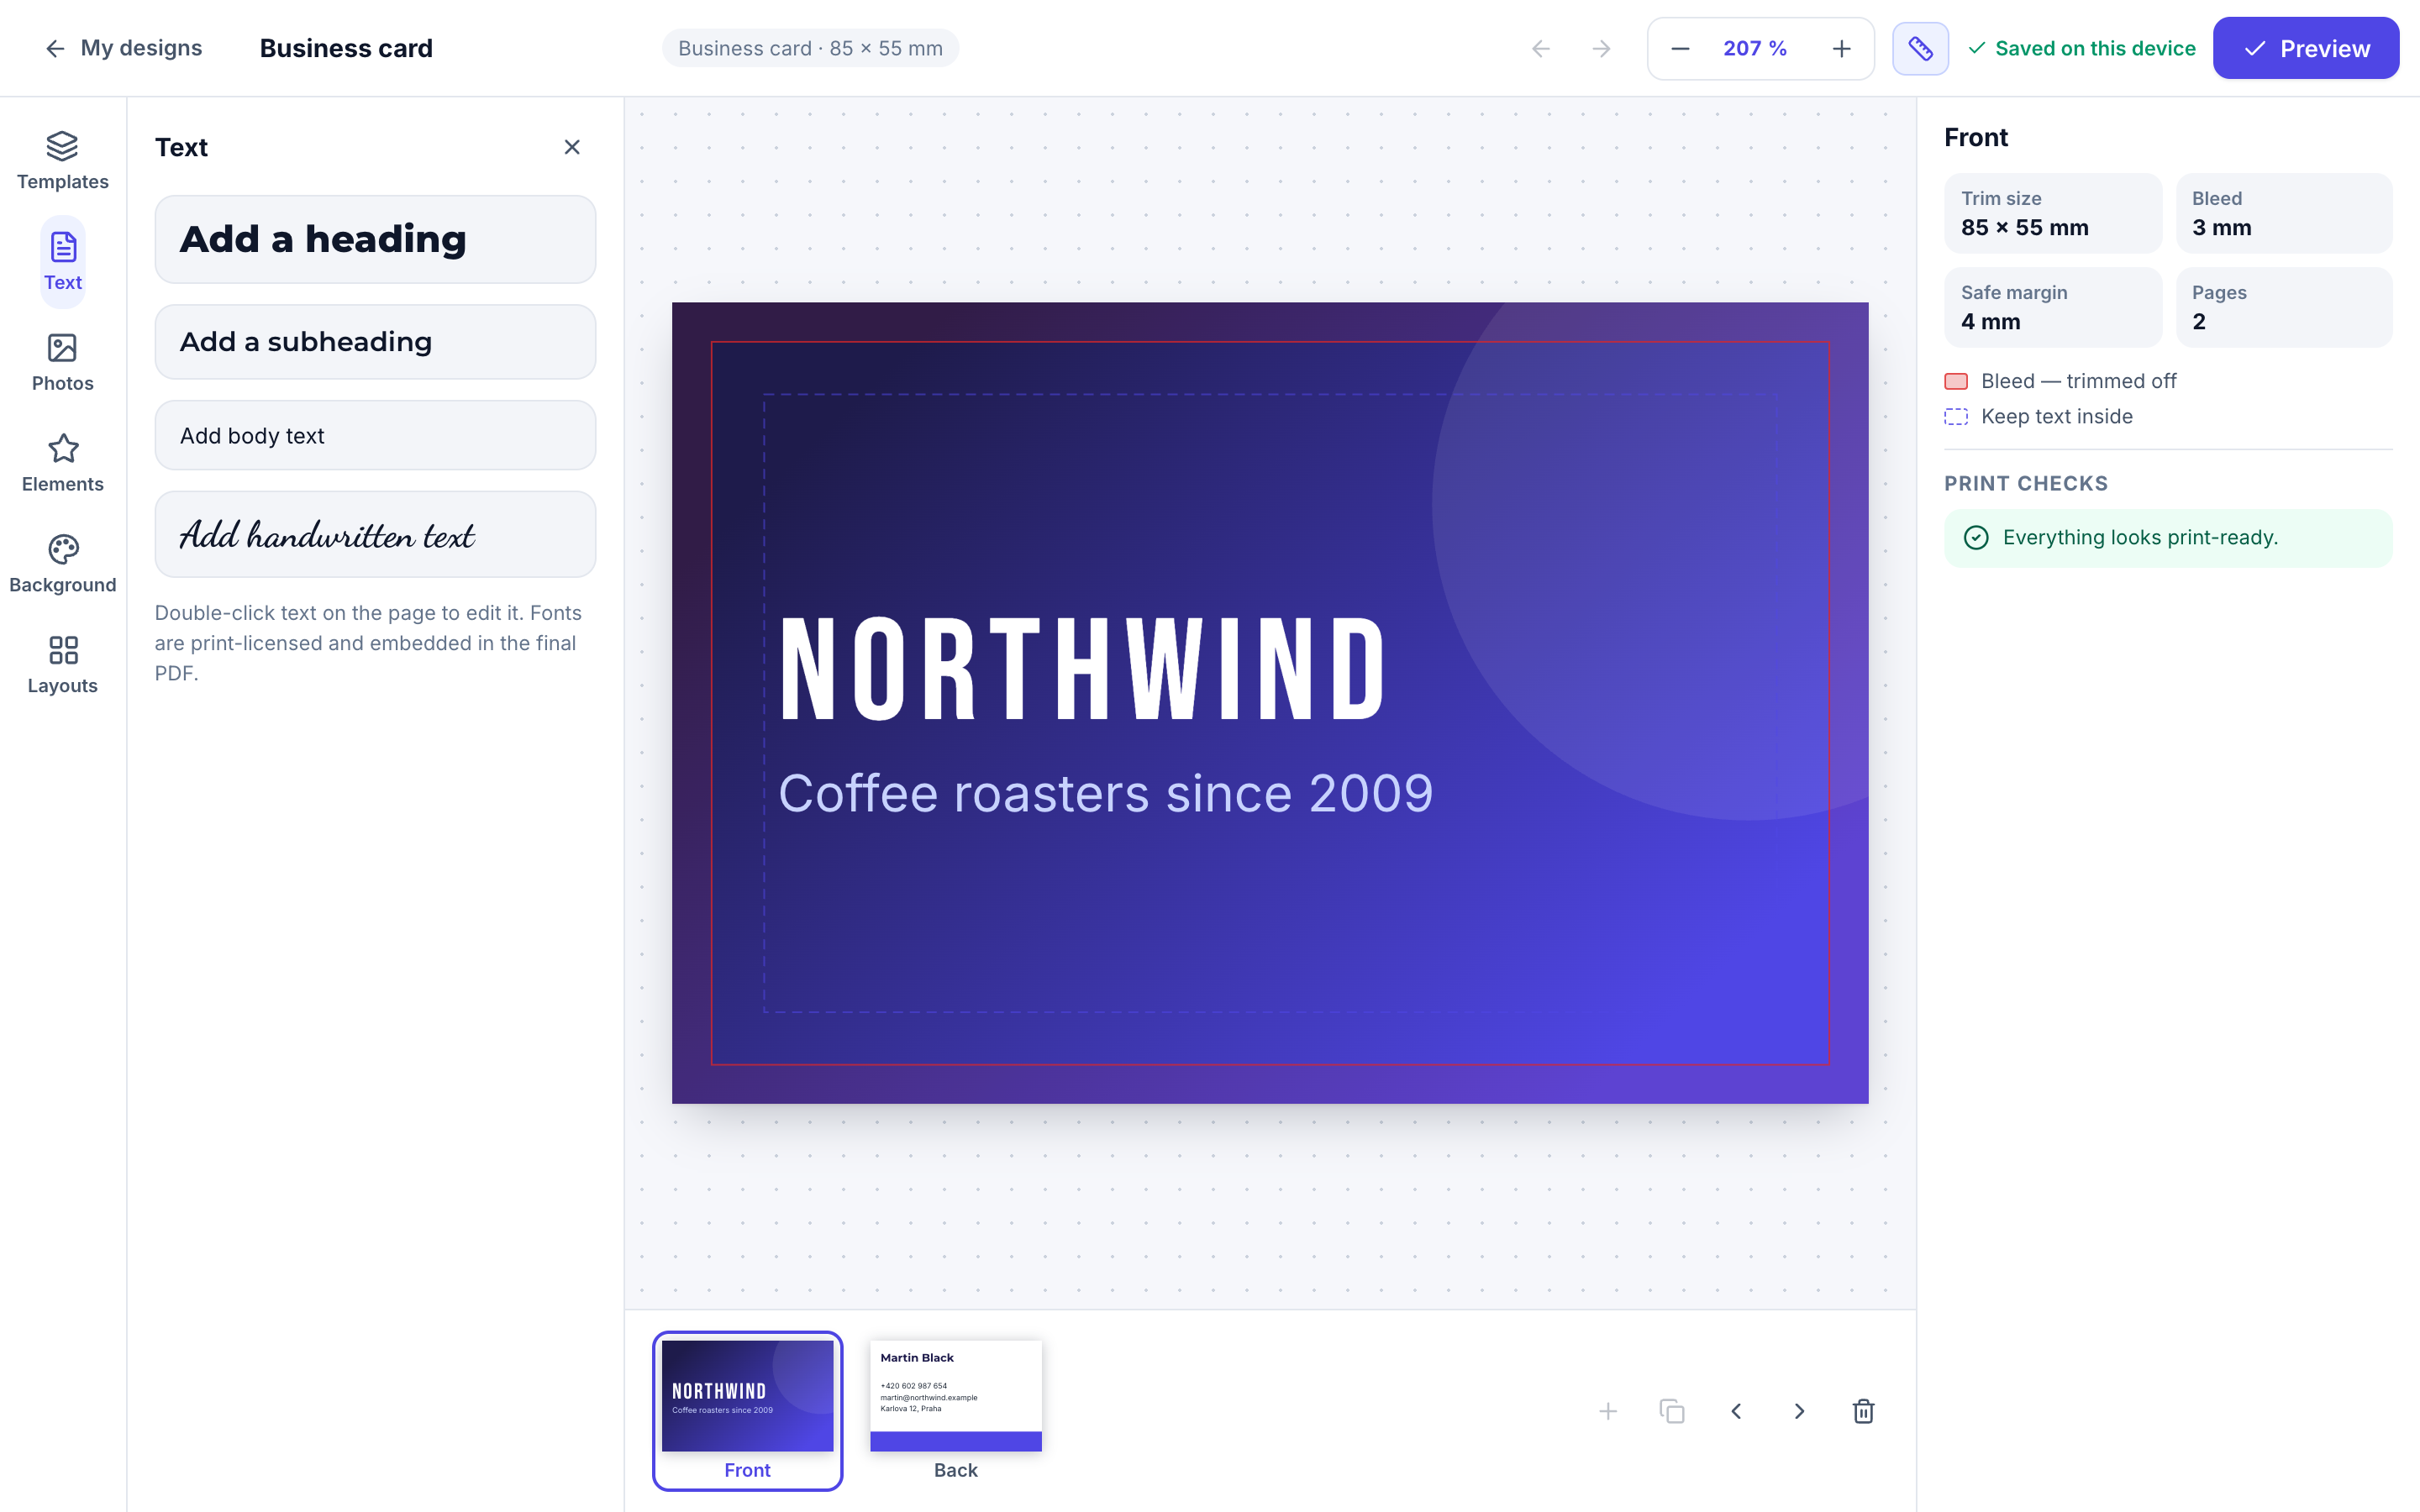 My designs
Business card
Business card · 85 × 55 mm
207 %
Saved on this device
Preview
Templates
Text
Photos
Elements
Background
Layouts
Text
Add a heading
Add a subheading
Add body text
Add handwritten text
Double-click text on the page to edit it. Fonts
are print-licensed and embedded in the final
PDF.
NORTHWIND
Coffee roasters since 2009
NORTHWIND
Coffee roasters since 2009
Front
Martin Black
+420 602 987 654
martin@northwind.example
Karlova 12, Praha
Back
Front
Trim size
85 × 55 mm
Bleed
3 mm
Safe margin
4 mm
Pages
2
Bleed — trimmed off
Keep text inside
PRINT CHECKS
Everything looks print-ready.